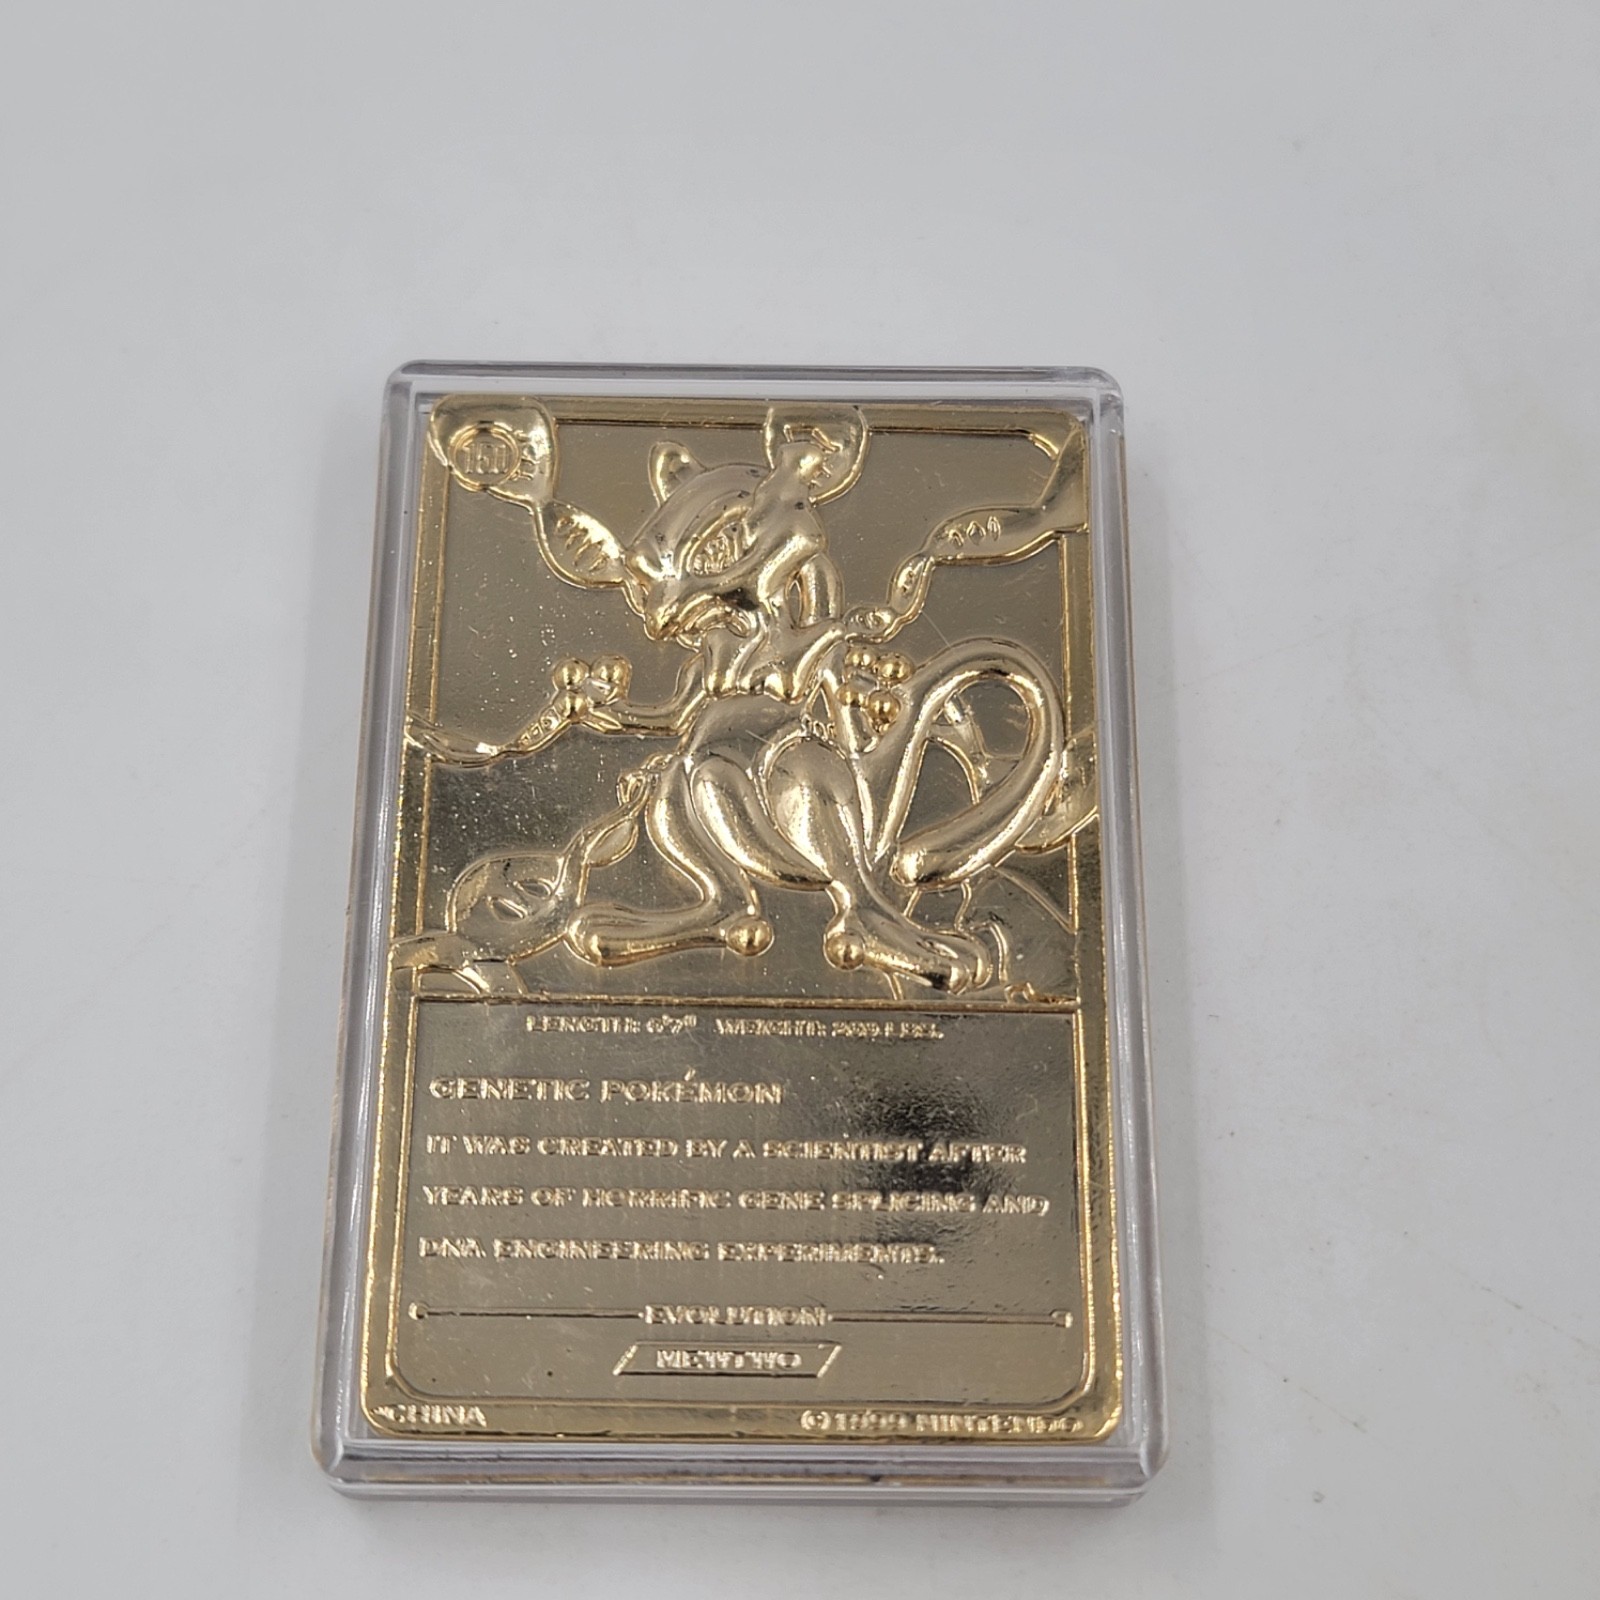 150
LENGTH: 6'7" WEIGHT: 269 LBS.
GENETIC POKÉMON
IT WAS CREATED BY A SCIENTIST AFTER
YEARS OF HORRIFIC GENE SPLICING AND
DNA ENGINEERING EXPERIMENTS.
EVOLUTION
MEWTWO
CHINA © 1999 NINTENDO